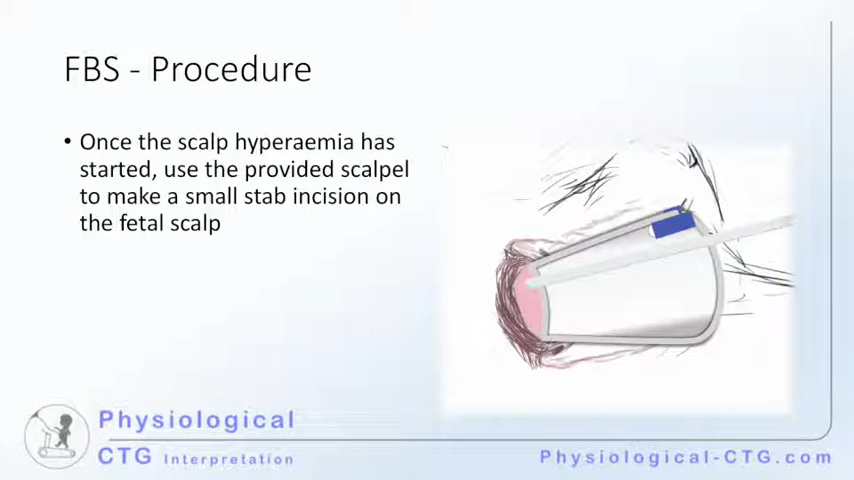 FBS - Procedure
• Once the scalp hyperaemia has
started, use the provided scalpel
to make a small stab incision on
the fetal scalp
Physiological
CTG Interpretation
Physiological-CTG.com